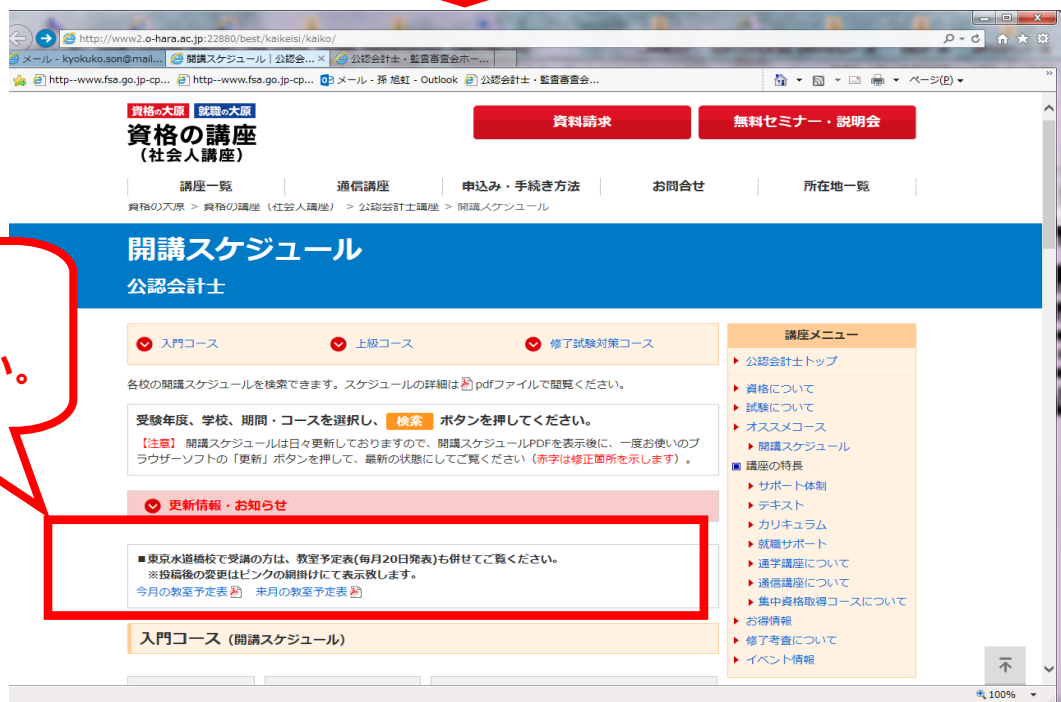 http://www2.o-hara.ac.jp:22880/best/kaikeisi/kaiko/
メール - kyokuko.son@mail...
開講スケジュール | 公認会... ×
公認会計士・監査審査会ホー...
http--www.fsa.go.jp-cp...
http--www.fsa.go.jp-cp...
メール - 孫 旭虹 - Outlook
公認会計士・監査審査会...
ページ(P)
資格の大原 就職の大原
資格の講座
(社会人講座)
資料請求
無料セミナー・説明会
講座一覧 通信講座 申込み・手続き方法 お問合せ 所在地一覧
資格の大原 > 資格の講座（社会人講座） > 公認会計士講座 > 開講スケジュール
開講スケジュール
公認会計士
い。
入門コース 上級コース 修了試験対策コース
各校の開講スケジュールを検索できます。スケジュールの詳細は pdfファイルで閲覧ください。
受験年度、学校、期間・コースを選択し、 検索 ボタンを押してください。
【注意】 開講スケジュールは日々更新しておりますので、開講スケジュールPDFを表示後に、一度お使いのブ
ラウザーソフトの「更新」ボタンを押して、最新の状態にしてご覧ください（赤字は修正箇所を示します）。
更新情報・お知らせ
■東京水道橋校で受講の方は、教室予定表(毎月20日発表)も併せてご覧ください。
※投稿後の変更はピンクの網掛けにて表示致します。
今月の教室予定表 来月の教室予定表
入門コース（開講スケジュール）
講座メニュー
公認会計士トップ
資格について
試験について
オススメコース
開講スケジュール
講座の特長
サポート体制
テキスト
カリキュラム
就職サポート
通学講座について
通信講座について
集中資格取得コースについて
お得情報
修了考査について
イベント情報
100%